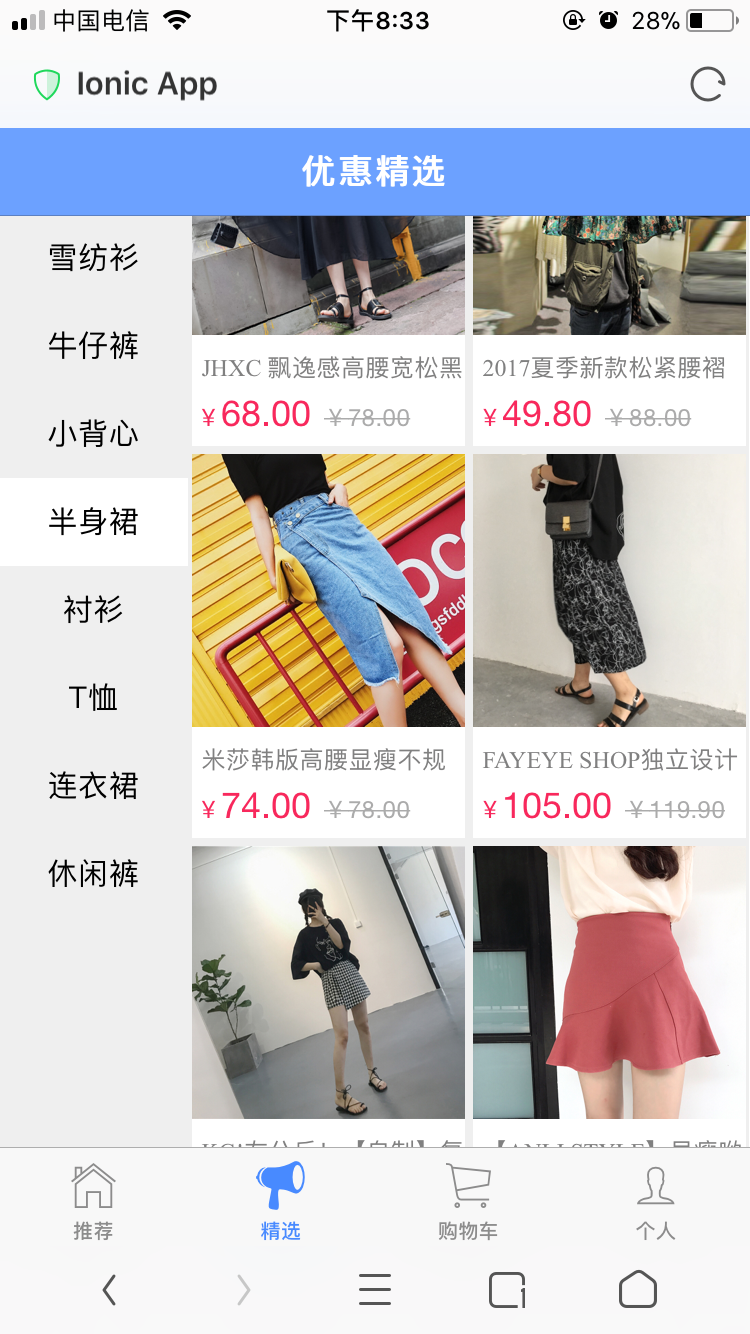 中国电信
下午8:33
28%
Ionic App
优惠精选
雪纺衫
牛仔裤
小背心
半身裙
衬衫
T恤
连衣裙
休闲裤
JHXC 飘逸感高腰宽松黑
¥ 68.00 ¥ 78.00
2017夏季新款松紧腰褶
¥ 49.80 ¥ 88.00
米莎韩版高腰显瘦不规
¥ 74.00 ¥ 78.00
FAYEYE SHOP独立设计
¥ 105.00 ¥ 119.90
推荐
精选
购物车
个人
1